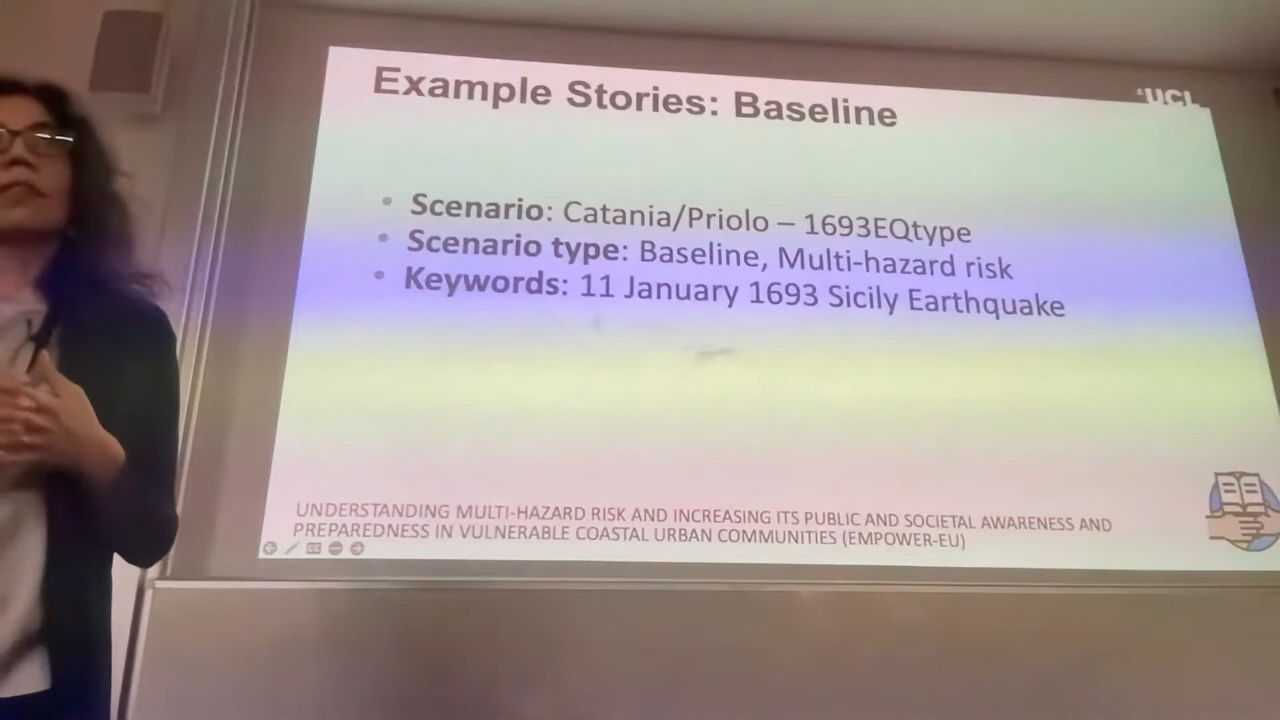 Example Stories: Baseline
UCL
• Scenario: Catania/Priolo – 1693EQtype
• Scenario type: Baseline, Multi-hazard risk
• Keywords: 11 January 1693 Sicily Earthquake
UNDERSTANDING MULTI-HAZARD RISK AND INCREASING ITS PUBLIC AND SOCIETAL AWARENESS AND
PREPAREDNESS IN VULNERABLE COASTAL URBAN COMMUNITIES (EMPOWER-EU)